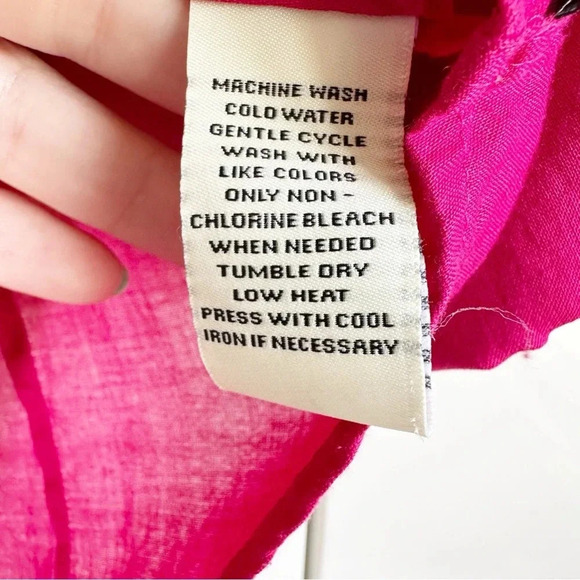 MACHINE WASH
COLD WATER
GENTLE CYCLE
WASH WITH
LIKE COLORS
ONLY NON -
CHLORINE BLEACH
WHEN NEEDED
TUMBLE DRY
LOW HEAT
PRESS WITH COOL
IRON IF NECESSARY